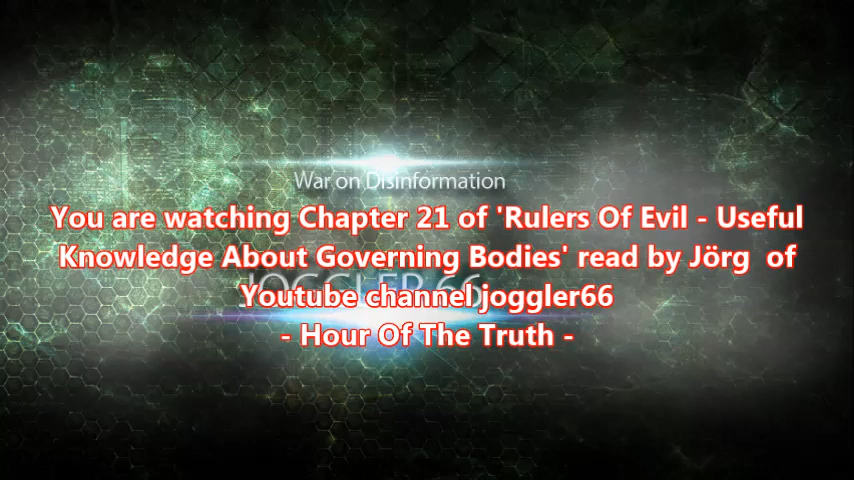 War on Disinformation
You are watching Chapter 21 of 'Rulers Of Evil - Useful
Knowledge About Governing Bodies' read by Jörg of
JOGGLER66
Youtube channel joggler66
- Hour Of The Truth -